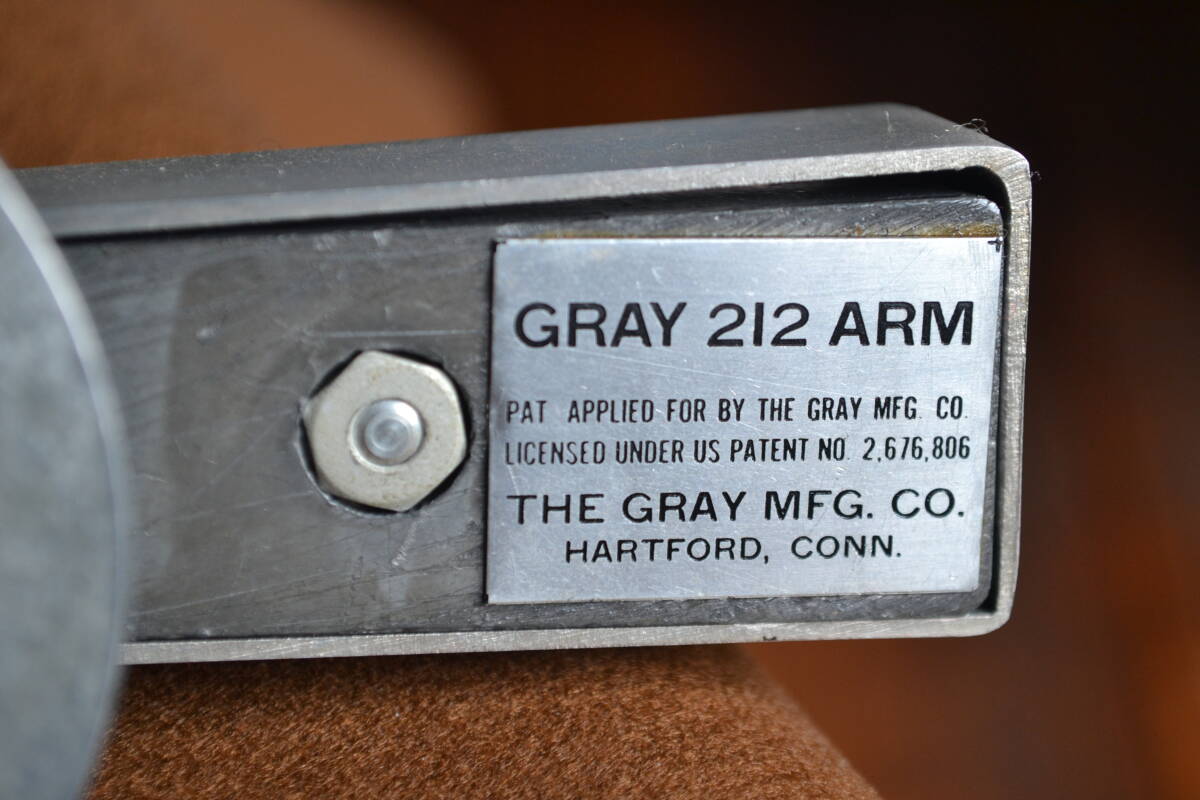 GRAY 212 ARM
PAT APPLIED FOR BY THE GRAY MFG. CO.
LICENSED UNDER US PATENT NO. 2,676,806
THE GRAY MFG. CO.
HARTFORD, CONN.